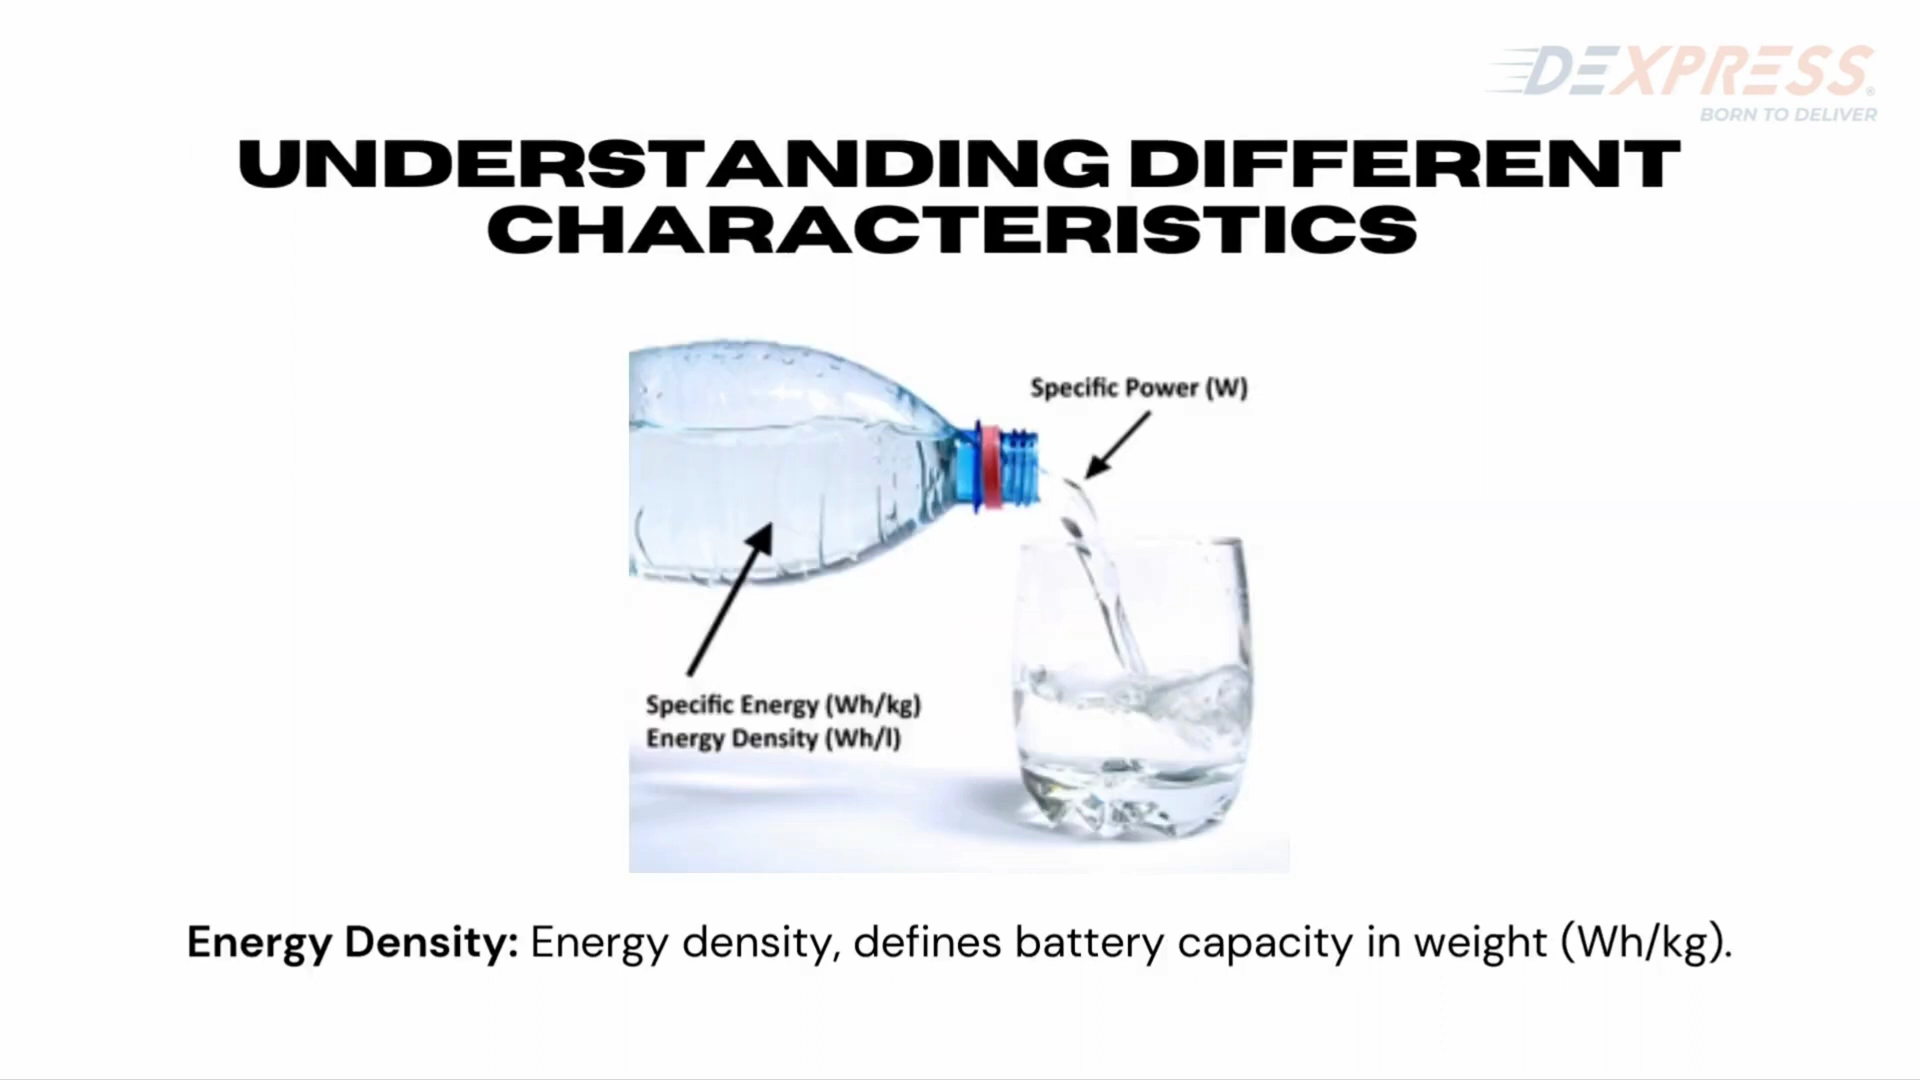 DEXPRESS®
BORN TO DELIVER
UNDERSTANDING DIFFERENT
CHARACTERISTICS
Specific Power (W)
Specific Energy (Wh/kg)
Energy Density (Wh/l)
Energy Density: Energy density, defines battery capacity in weight (Wh/kg).